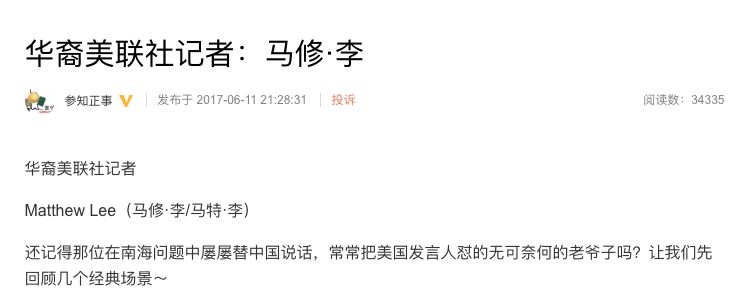 华裔美联社记者：马修·李
参知正事 发布于 2017-06-11 21:28:31 投诉 阅读数：34335
华裔美联社记者
Matthew Lee（马修·李/马特·李）
还记得那位在南海问题中屡屡替中国说话，常常把美国发言人怼的无可奈何的老爷子吗？让我们先
回顾几个经典场景～